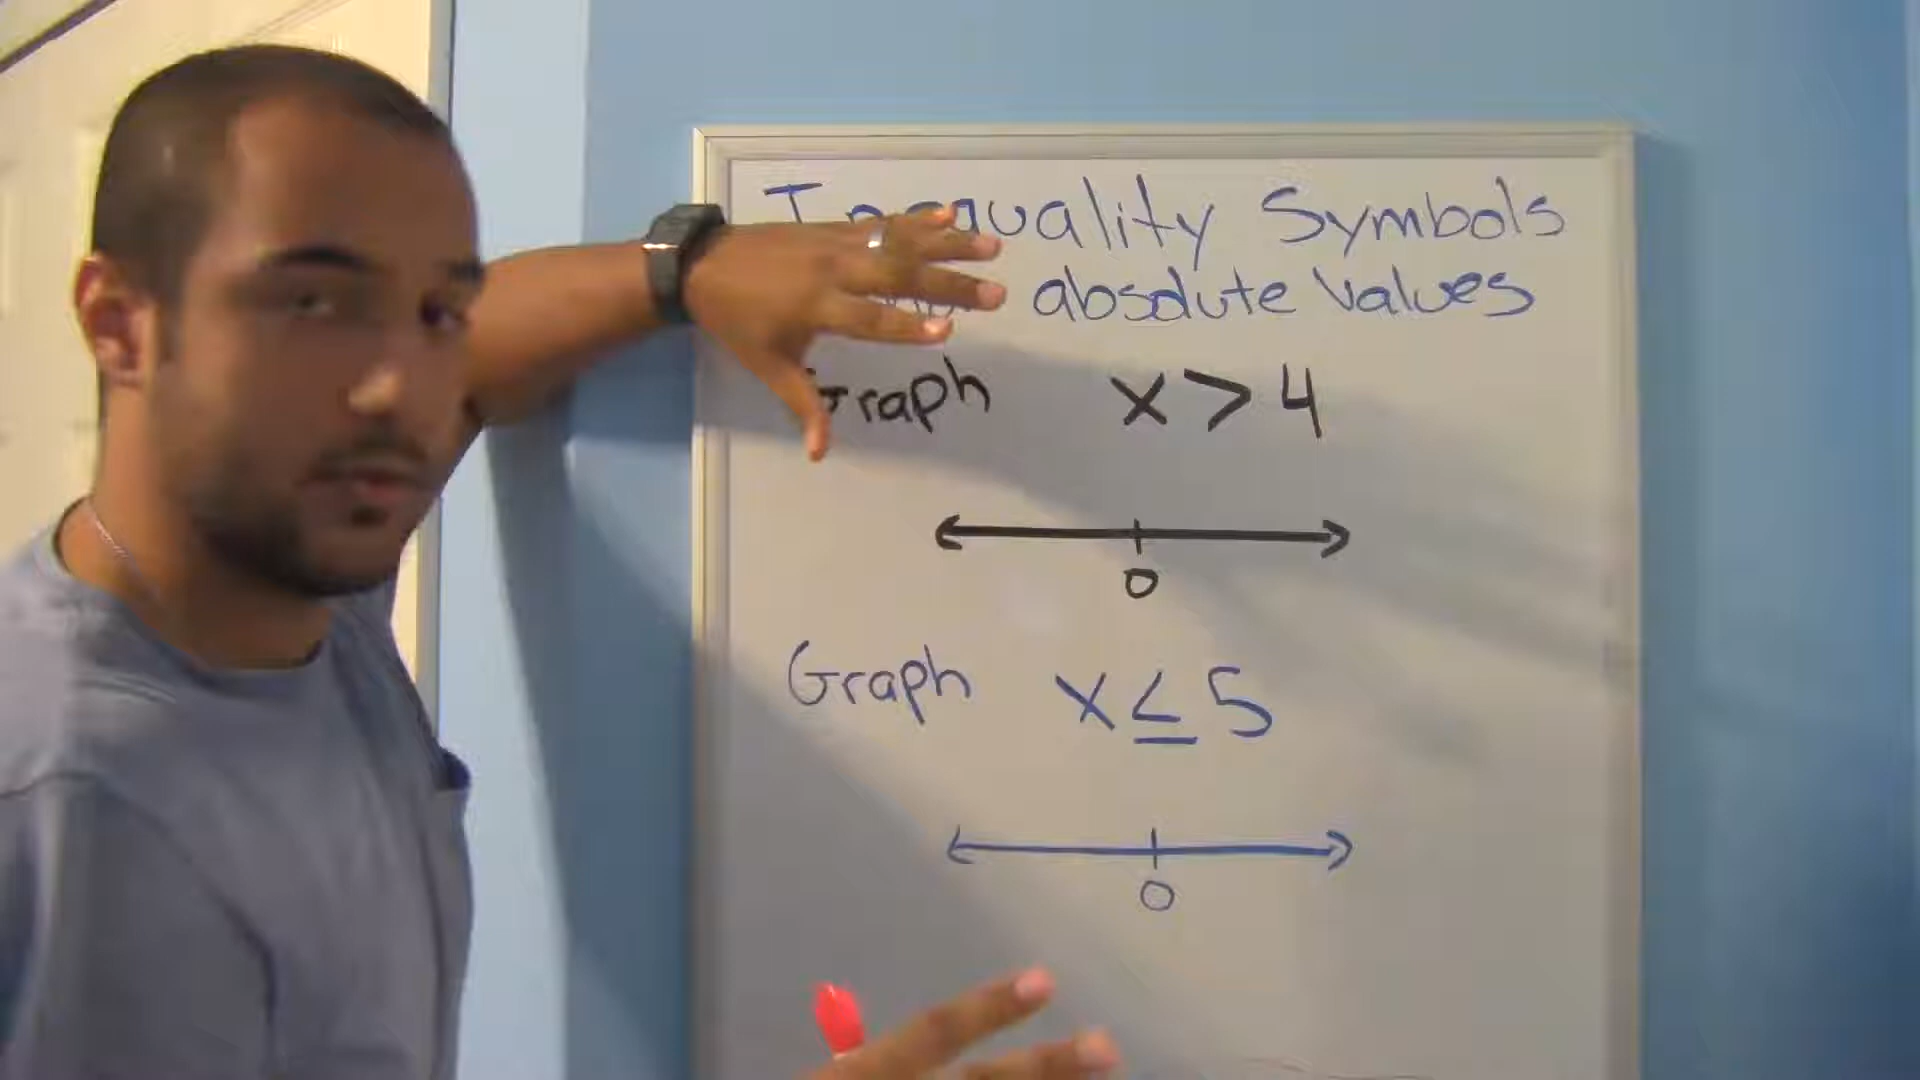 Inequality Symbols
absolute Values
Graph x > 4
0
Graph x ≤ 5
0